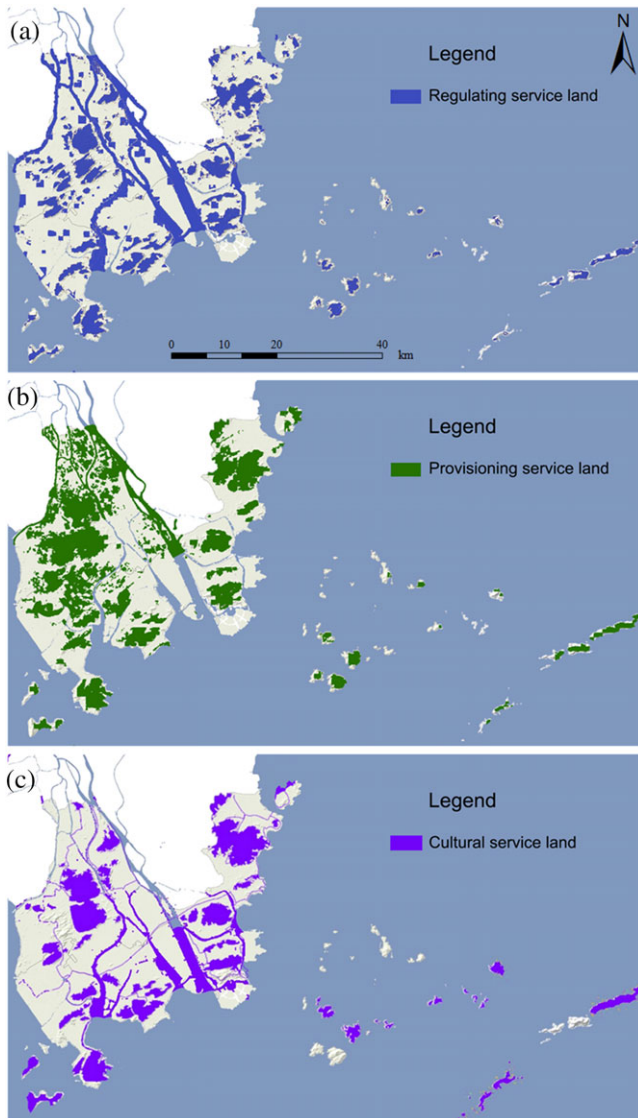 (a)
N
Legend
Regulating service land
0 10 20 40
km
(b)
Legend
Provisioning service land
(c)
Legend
Cultural service land